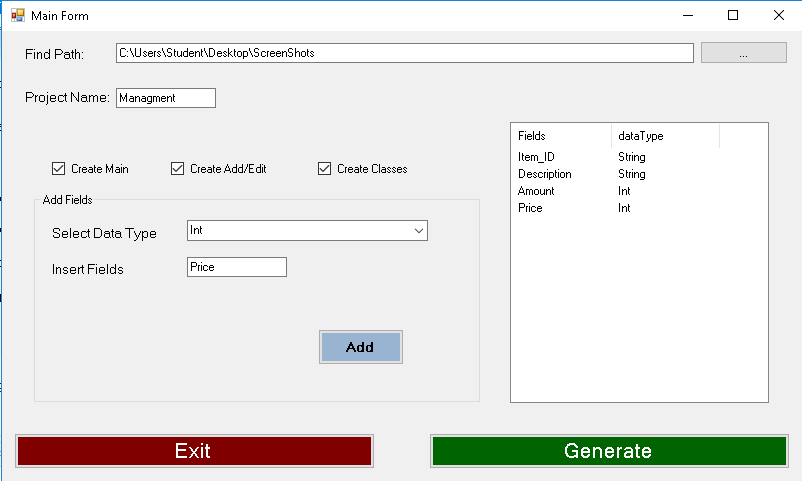 Main Form
Find Path: C:\Users\Student\Desktop\ScreenShots ...
Project Name: Managment
Create Main Create Add/Edit Create Classes
Add Fields
Select Data Type Int
Insert Fields Price
Add
Fields dataType
Item_ID String
Description String
Amount Int
Price Int
Exit Generate